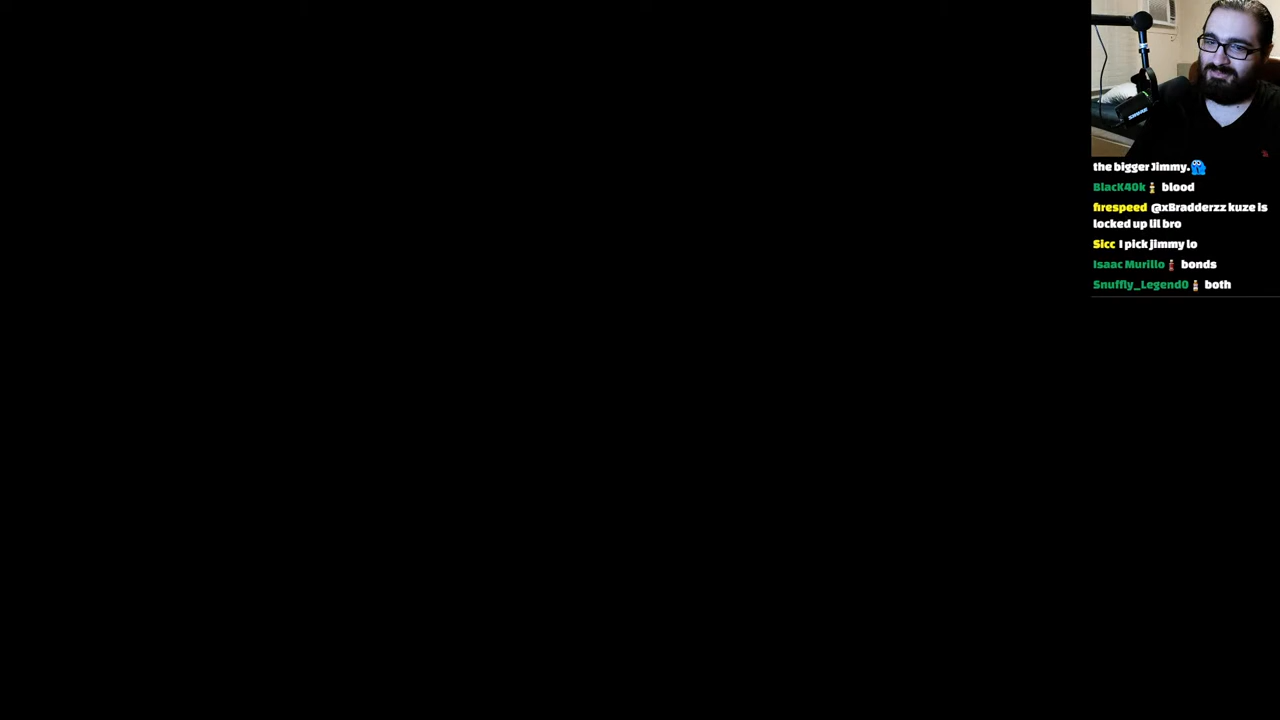 SHURE
the bigger Jimmy.
BlacK40k blood
firespeed @xBradderzz kuze is
locked up lil bro
Sicc I pick jimmy lo
Isaac Murillo bonds
Snuffly_Legend0 both